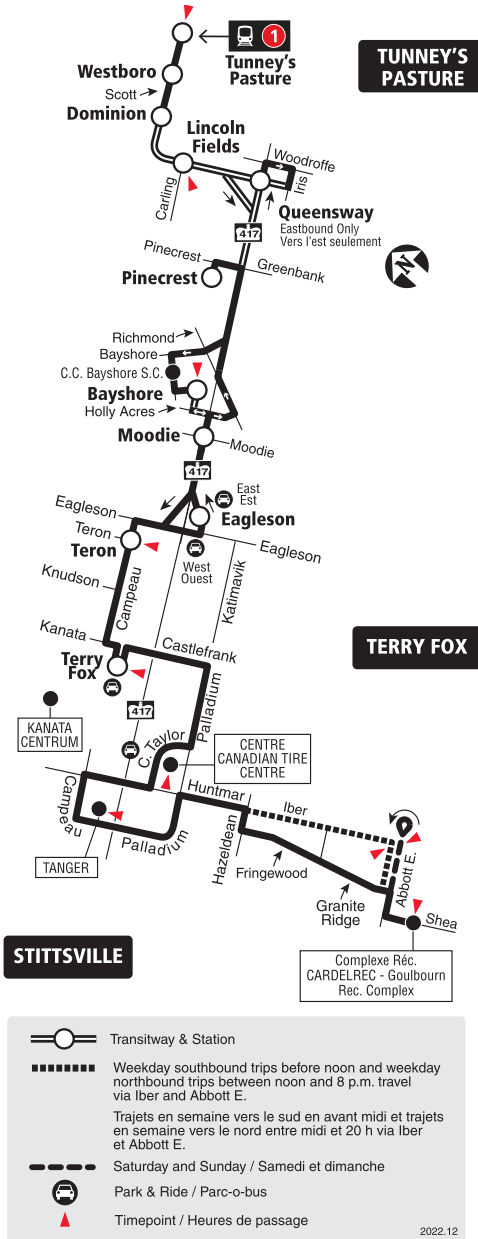 1
Tunney's
Pasture
TUNNEY'S
PASTURE
Westboro
Scott
Dominion
Lincoln
Fields
Woodroffe
Iris
Carling
Queensway
Eastbound Only
Vers l'est seulement
417
N
Pinecrest
Greenbank
Pinecrest
Richmond
Bayshore
C.C. Bayshore S.C.
Bayshore
Holly Acres
Moodie
Moodie
417
East
Est
Eagleson
Eagleson
Teron
Teron
West
Ouest
Eagleson
Knudson
Campeau
Katimavik
Kanata
Castlefrank
TERRY FOX
Terry
Fox
Palladium
417
KANATA
CENTRUM
C. Taylor
CENTRE
CANADIAN TIRE
CENTRE
Huntmar
Campeau
Iber
Palladium
Hazeldean
TANGER
Fringewood
Abbott E.
Granite
Ridge
Shea
STITTSVILLE
Complexe Réc.
CARDELREC - Goulbourn
Rec. Complex
Transitway & Station
Weekday southbound trips before noon and weekday
northbound trips between noon and 8 p.m. travel
via Iber and Abbott E.
Trajets en semaine vers le sud en avant midi et trajets
en semaine vers le nord entre midi et 20 h via Iber
et Abbott E.
Saturday and Sunday / Samedi et dimanche
Park & Ride / Parc-o-bus
Timepoint / Heures de passage
2022.12